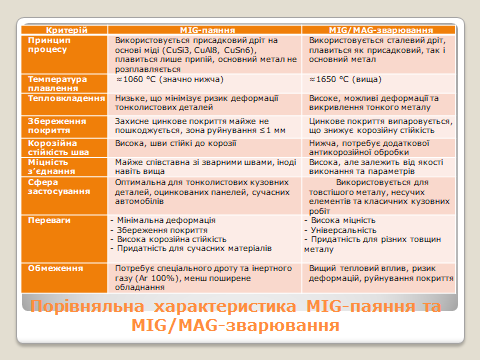 Критерій MIG-паяння MIG/MAG-зварювання
Принцип процесу
Використовується присадковий дріт на
основі міді (CuSi3, CuAl8, CuSn6),
плавиться лише припій, основний метал не
розплавляється
Використовується сталевий дріт,
плавиться як присадковий, так і
основний метал
Температура
плавлення
≈1060 °C (значно нижча)
≈1650 °C (вища)
Тепловкладення
Низьке, що мінімізує ризик деформації
тонколистових деталей
Високе, можливі деформації та
викривлення тонкого металу
Збереження
покриття
Захисне цинкове покриття майже не
пошкоджується, зона руйнування ≤1 мм
Цинкове покриття випаровується,
що знижує корозійну стійкість
Корозійна
стійкість шва
Висока, шви стійкі до корозії
Нижча, потребує додаткової
антикорозійної обробки
Міцність
з’єднання
Майже співставна зі зварними швами, іноді
навіть вища
Висока, але залежить від якості
виконання та параметрів
Сфера
застосування
Оптимальна для тонколистових кузовних
деталей, оцинкованих панелей, сучасних
автомобілів
Використовується для
товстішого металу, несучих
елементів та класичних кузовних
робіт
Переваги
- Мінімальна деформація
- Збереження покриття
- Висока корозійна стійкість
- Придатність для сучасних матеріалів
- Висока міцність
- Універсальність
- Придатність для різних товщин
металу
Обмеження
Потребує спеціального дроту та інертного
газу (Ar 100%), менш поширене
обладнання
Вищий тепловий вплив, ризик
деформацій, руйнування покриття
Порівняльна характеристика MIG-паяння та
MIG/MAG-зварювання